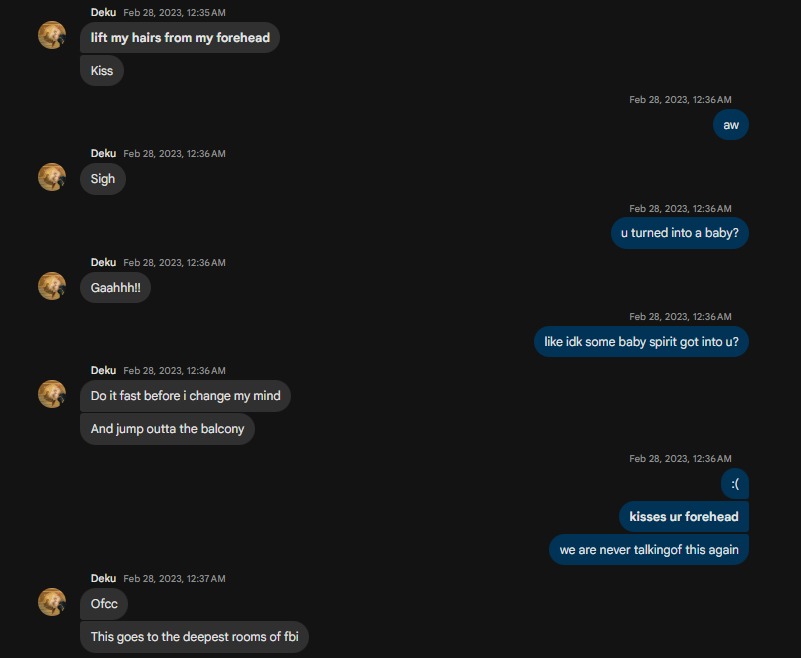 Deku Feb 28, 2023, 12:35 AM
lift my hairs from my forehead
Kiss
Feb 28, 2023, 12:36 AM
aw
Deku Feb 28, 2023, 12:36 AM
Sigh
Feb 28, 2023, 12:36 AM
u turned into a baby?
Deku Feb 28, 2023, 12:36 AM
Gaahhh!!
Feb 28, 2023, 12:36 AM
like idk some baby spirit got into u?
Deku Feb 28, 2023, 12:36 AM
Do it fast before i change my mind
And jump outta the balcony
Feb 28, 2023, 12:36 AM
:(
kisses ur forehead
we are never talkingof this again
Deku Feb 28, 2023, 12:37 AM
Ofcc
This goes to the deepest rooms of fbi